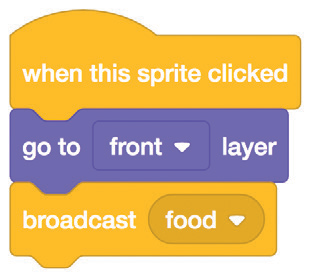 when this sprite clicked
go to front layer
broadcast food